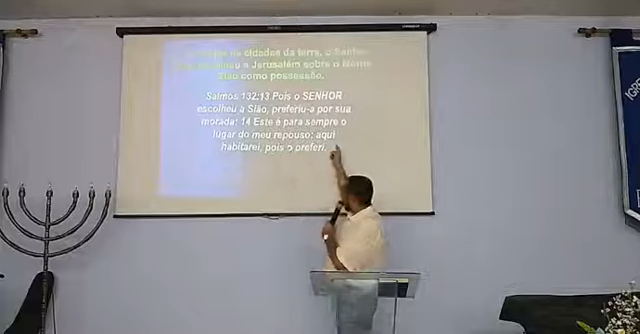 cidades da terra, o Senhor
a Jerusalém sobre o Monte
Sião como possessão.
Salmos 132:13 Pois o SENHOR
escolheu a Sião, preferiu-a por sua
morada: 14 Este é para sempre o
lugar do meu repouso; aqui
habitarei, pois o preferi.